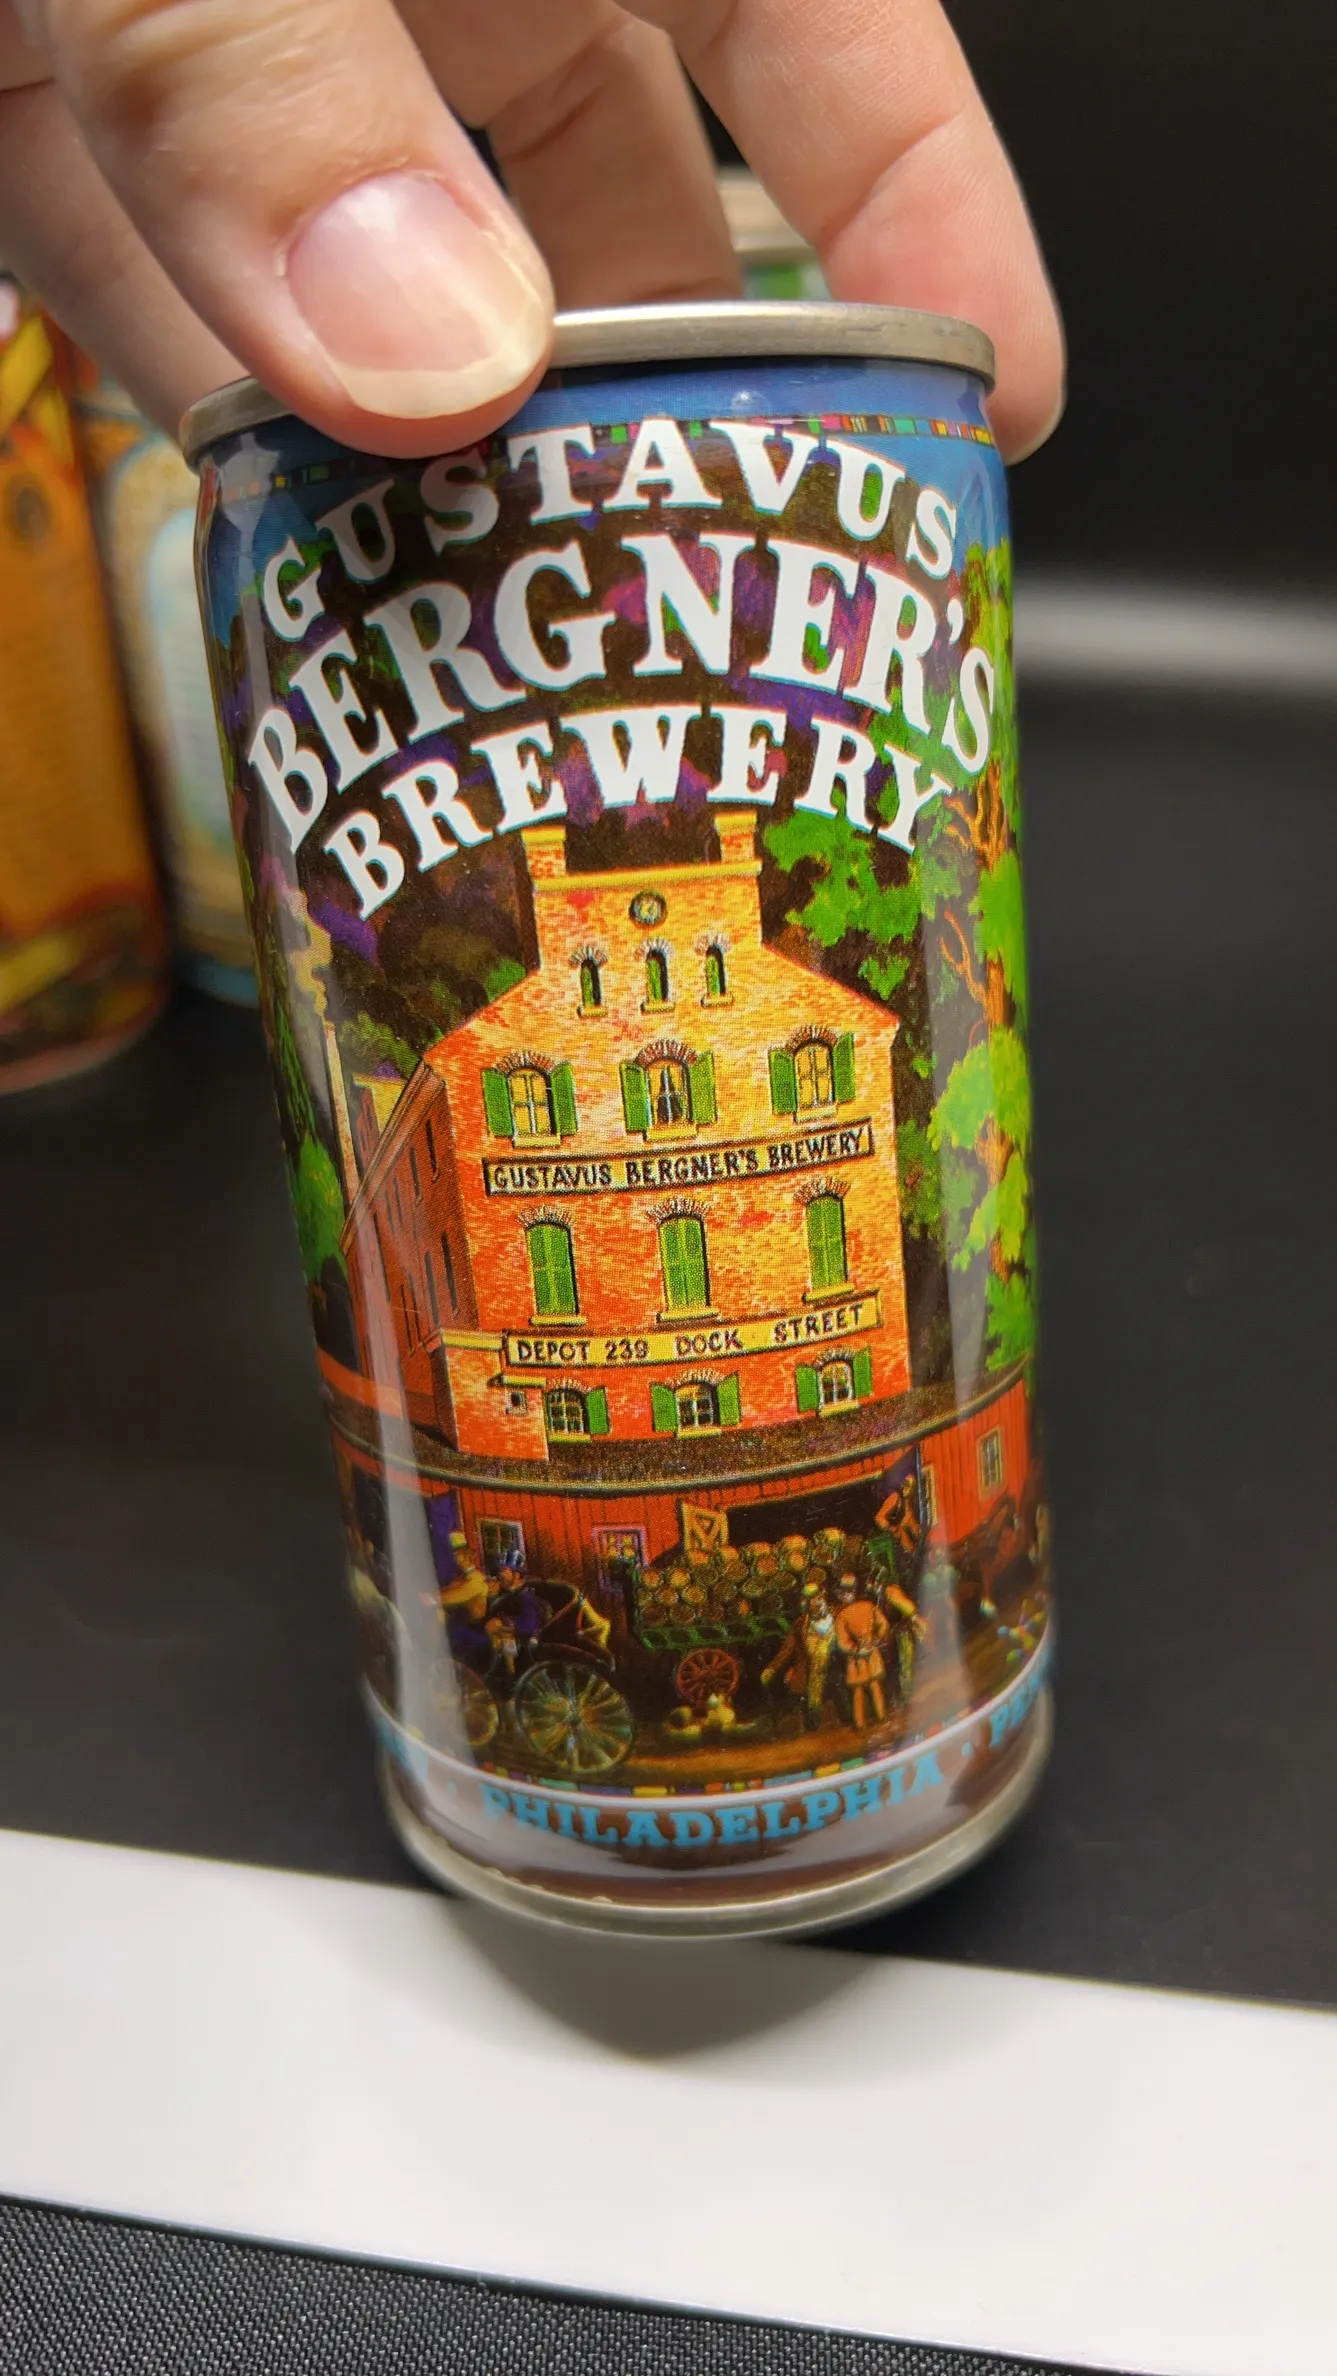 GUSTAVUS
BERGNER'S
BREWERY
GUSTAVUS BERGNER'S BREWERY
DEPOT 239 DOCK STREET
PHILADELPHIA